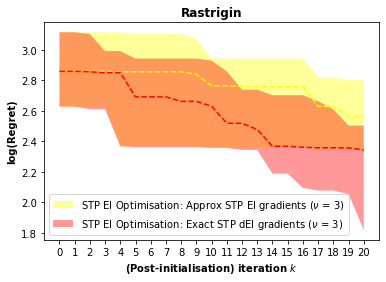 Rastrigin
log(Regret)
3.0
2.8
2.6
2.4
2.2
2.0
1.8
STP EI Optimisation: Approx STP EI gradients (ν = 3)
STP EI Optimisation: Exact STP dEI gradients (ν = 3)
0 1 2 3 4 5 6 7 8 9 10 11 12 13 14 15 16 17 18 19 20
(Post-initialisation) iteration k